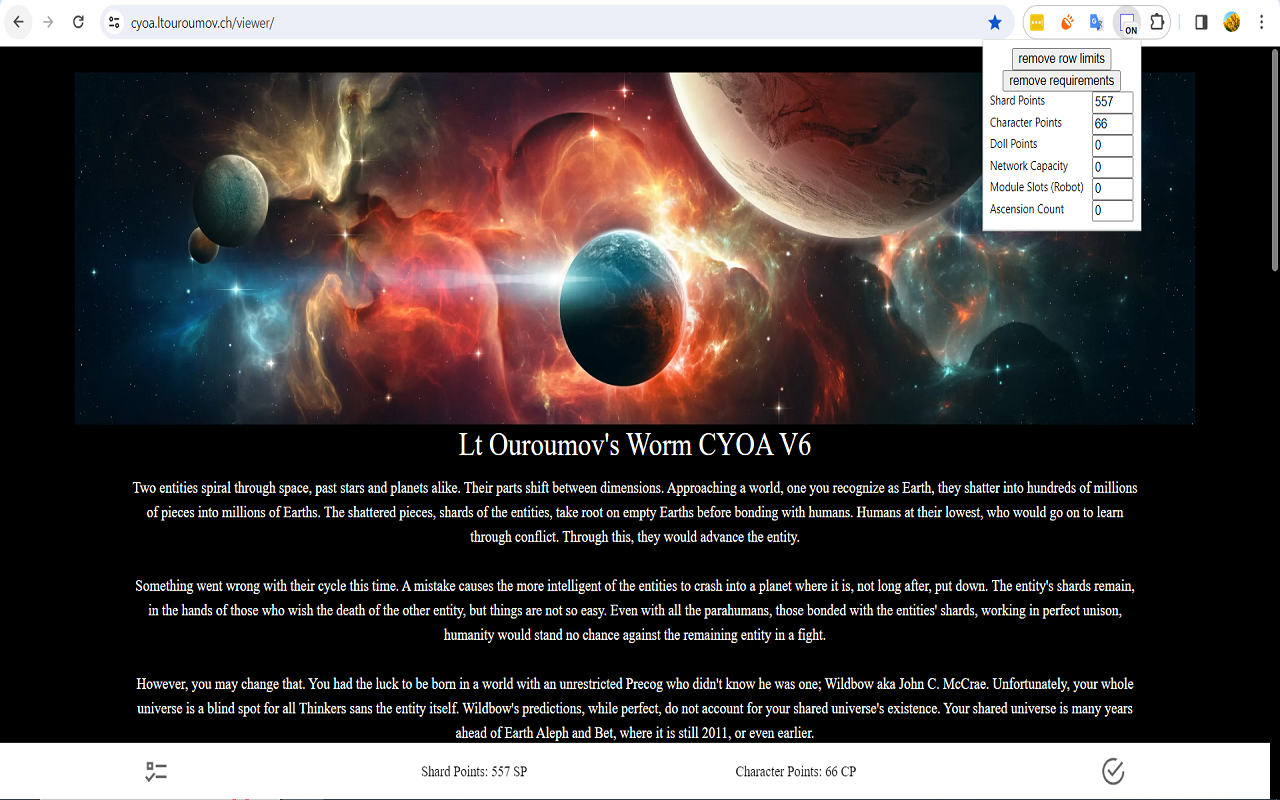 cyoa.ltouroumov.ch/viewer/
ON
remove row limits
remove requirements
Shard Points 557
Character Points 66
Doll Points 0
Network Capacity 0
Module Slots (Robot) 0
Ascension Count 0
Lt Ouroumov's Worm CYOA V6
Two entities spiral through space, past stars and planets alike. Their parts shift between dimensions. Approaching a world, one you recognize as Earth, they shatter into hundreds of millions
of pieces into millions of Earths. The shattered pieces, shards of the entities, take root on empty Earths before bonding with humans. Humans at their lowest, who would go on to learn
through conflict. Through this, they would advance the entity.
Something went wrong with their cycle this time. A mistake causes the more intelligent of the entities to crash into a planet where it is, not long after, put down. The entity's shards remain,
in the hands of those who wish the death of the other entity, but things are not so easy. Even with all the parahumans, those bonded with the entities' shards, working in perfect unison,
humanity would stand no chance against the remaining entity in a fight.
However, you may change that. You had the luck to be born in a world with an unrestricted Precog who didn't know he was one; Wildbow aka John C. McCrae. Unfortunately, your whole
universe is a blind spot for all Thinkers sans the entity itself. Wildbow's predictions, while perfect, do not account for your shared universe's existence. Your shared universe is many years
ahead of Earth Aleph and Bet, where it is still 2011, or even earlier.
Shard Points: 557 SP
Character Points: 66 CP